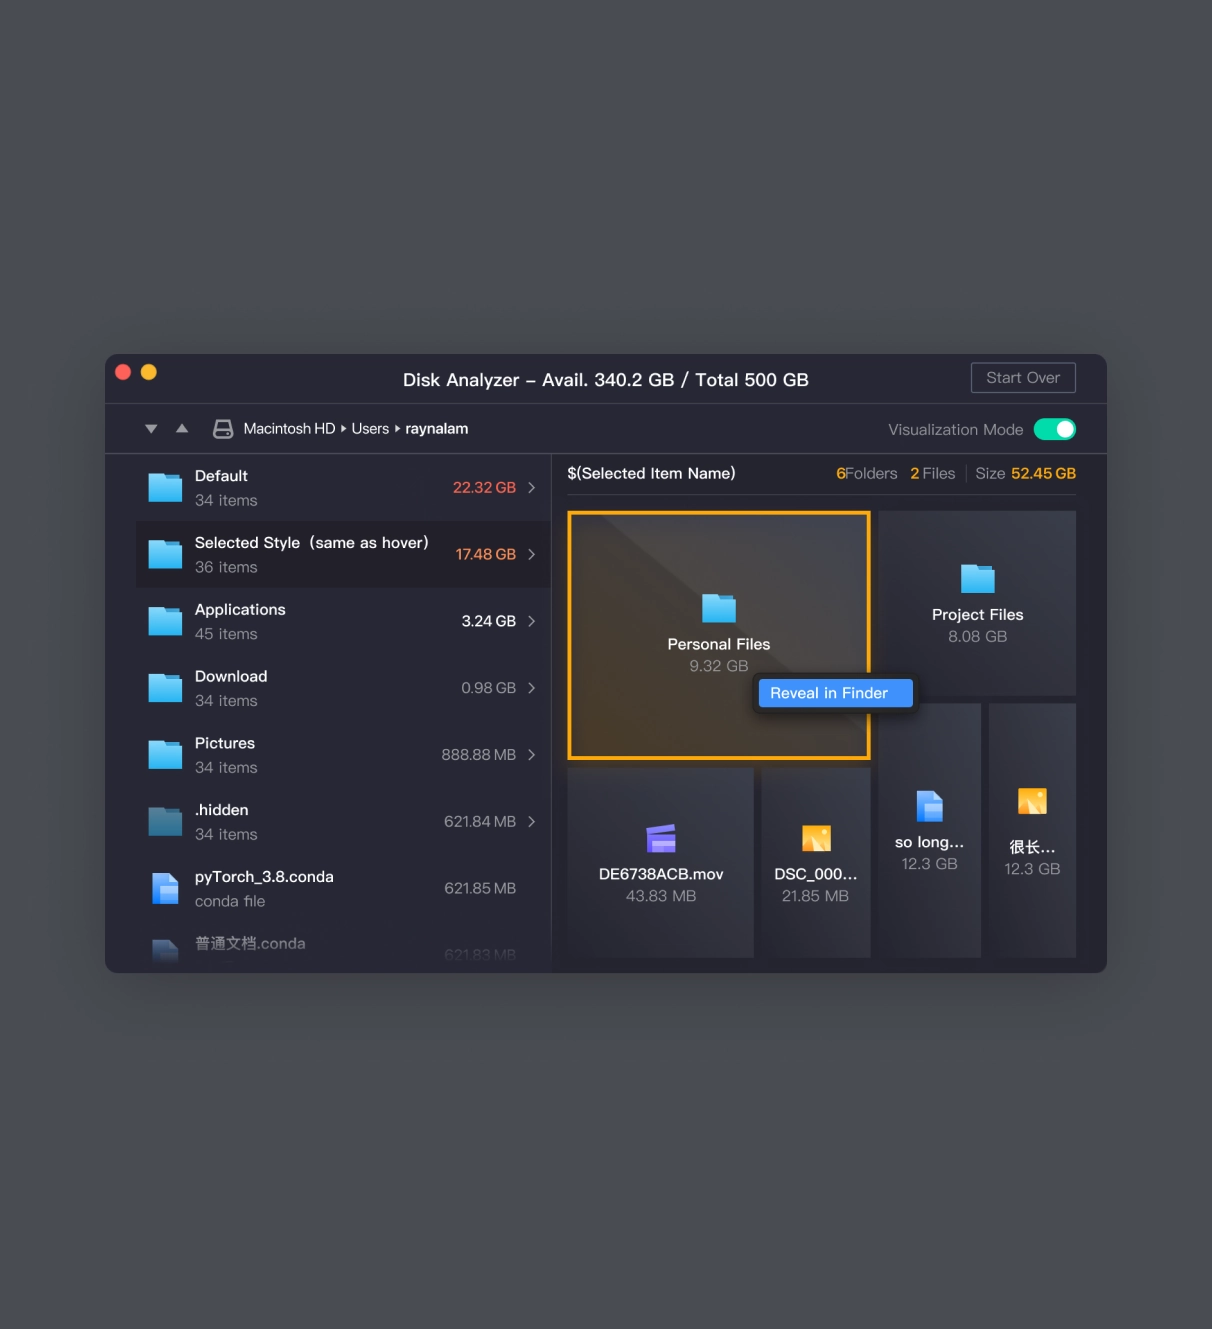 Disk Analyzer – Avail. 340.2 GB / Total 500 GB
Start Over
Macintosh HD Users raynalam
Visualization Mode
Default
34 items
22.32 GB
Selected Style（same as hover)
36 items
17.48 GB
Applications
45 items
3.24 GB
Download
34 items
0.98 GB
Pictures
34 items
888.88 MB
.hidden
34 items
621.84 MB
pyTorch_3.8.conda
conda file
621.85 MB
普通文档.conda
621.83 MB
$(Selected Item Name)
6Folders 2 Files Size 52.45 GB
Personal Files
9.32 GB
Reveal in Finder
Project Files
8.08 GB
DE6738ACB.mov
43.83 MB
DSC_000...
21.85 MB
so long...
12.3 GB
很长...
12.3 GB